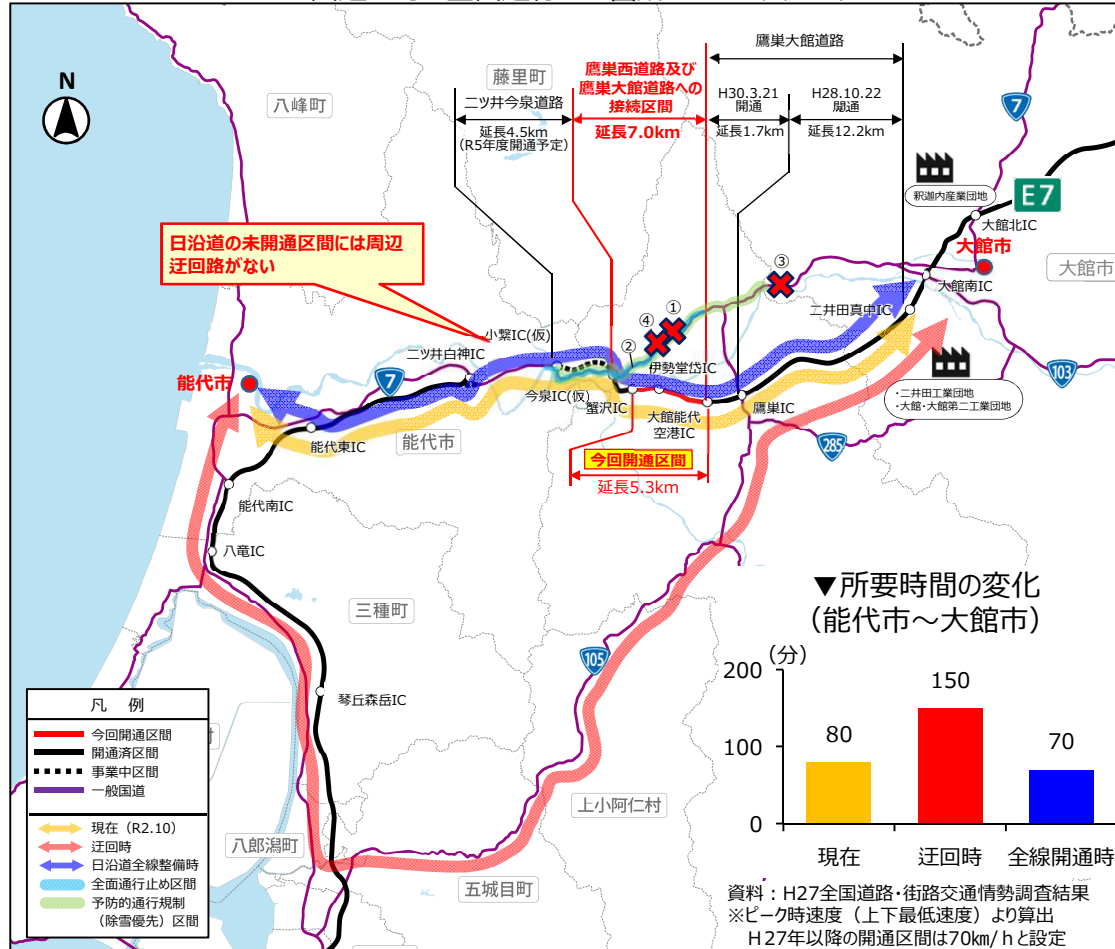 N
八峰町
藤里町
二ツ井今泉道路
延長4.5km
(R5年度開通予定)
鷹巣西道路及び
鷹巣大館道路への
接続区間
延長7.0km
鷹巣大館道路
H30.3.21
開通
延長1.7km
H28.10.22
開通
延長12.2km
7
釈迦内産業団地
E7
大館北IC
大館市
大館市
大館南IC
日沿道の未開通区間には周辺
迂回路がない
③
①
④
②
二井田真中IC
小繋IC(仮)
二ツ井白神IC
伊勢堂岱IC
能代市
7
今泉IC(仮)
蟹沢IC
大館能代
空港IC
鷹巣IC
103
・二井田工業団地
・大館・大館第二工業団地
能代東IC
能代市
285
今回開通区間
延長5.3km
能代南IC
八竜IC
三種町
105
琴丘森岳IC
上小阿仁村
八郎潟町
五城目町
村
凡 例
今回開通区間
開通済区間
事業中区間
一般国道
現在（R2.10）
迂回時
日沿道全線整備時
全面通行止め区間
予防的通行規制
（除雪優先）区間
▼所要時間の変化
(能代市～大館市)
(分)
200
100
0
80
150
70
現在
迂回時
全線開通時
資料：H27全国道路・街路交通情勢調査結果
※ピーク時速度（上下最低速度）より算出
H27年以降の開通区間は70km/hと設定